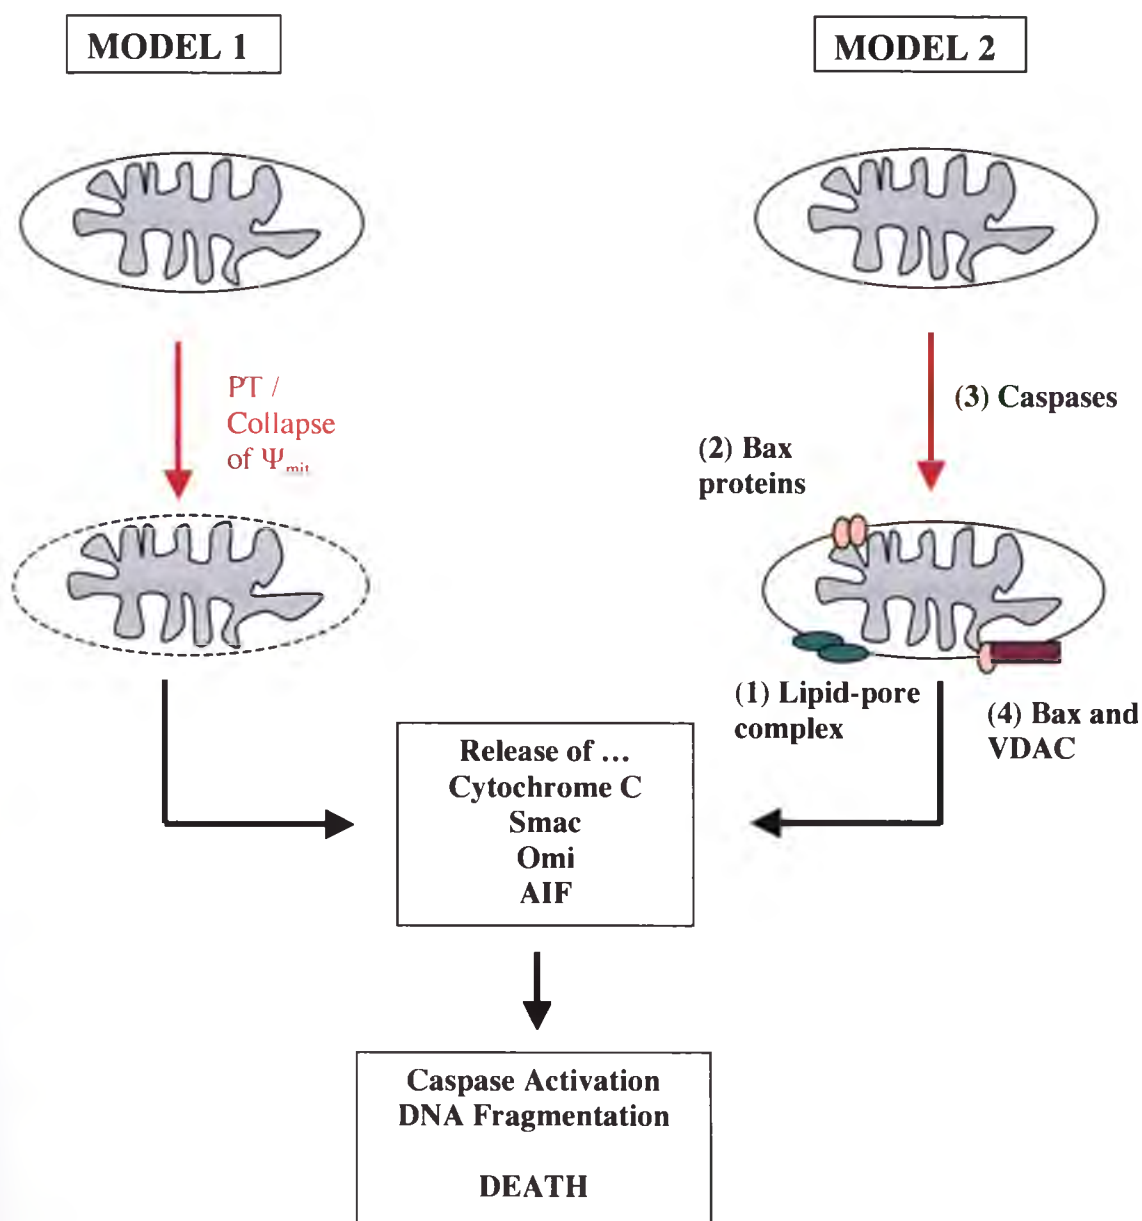 MODEL 1
MODEL 2
PT /
Collapse
of Ψmit
(3) Caspases
(2) Bax
proteins
(1) Lipid-pore
complex
(4) Bax and
VDAC
Release of ...
Cytochrome C
Smac
Omi
AIF
Caspase Activation
DNA Fragmentation
DEATH